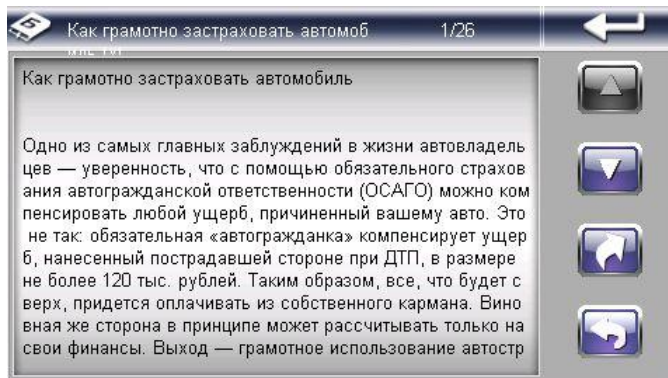 Как грамотно застраховать автомоб
1/26
Как грамотно застраховать автомобиль
Одно из самых главных заблуждений в жизни автовладель
цев — уверенность, что с помощью обязательного страхов
ания автогражданской ответственности (ОСАГО) можно ком
пенсировать любой ущерб, причиненный вашему авто. Это
не так: обязательная «автогражданка» компенсирует ущер
б, нанесенный пострадавшей стороне при ДТП, в размере
не более 120 тыс. рублей. Таким образом, все, что будет с
верх, придется оплачивать из собственного кармана. Вино
вная же сторона в принципе может рассчитывать только на
свои финансы. Выход — грамотное использование автостр